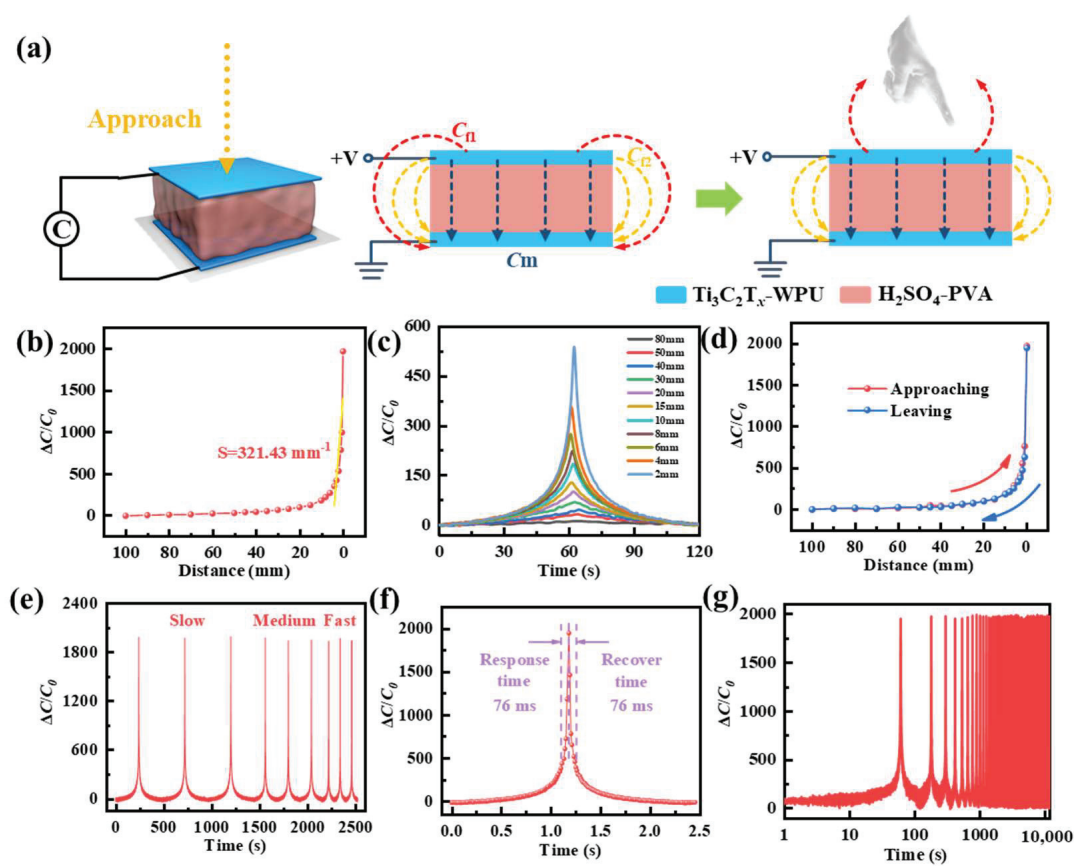 (a)
Approach
C
+V
C_f1
C_f2
Cm
+V
Ti₃C₂Tₓ-WPU
H₂SO₄-PVA
(b)
ΔC/C₀
2000
1500
1000
500
0
S=321.43 mm⁻¹
100 80 60 40 20 0
Distance (mm)
(c)
ΔC/C₀
600
450
300
150
0
80mm
50mm
40mm
30mm
20mm
15mm
10mm
8mm
6mm
4mm
2mm
0 30 60 90 120
Time (s)
(d)
ΔC/C₀
2000
1500
1000
500
0
Approaching
Leaving
100 80 60 40 20 0
Distance (mm)
(e)
ΔC/C₀
2400
1800
1200
600
0
Slow Medium Fast
0 500 1000 1500 2000 2500
Time (s)
(f)
ΔC/C₀
2000
1500
1000
500
0
Response
time
76 ms
Recover
time
76 ms
0.0 0.5 1.0 1.5 2.0 2.5
Time (s)
(g)
ΔC/C₀
2000
1500
1000
500
0
1 10 100 1000 10,000
Time (s)